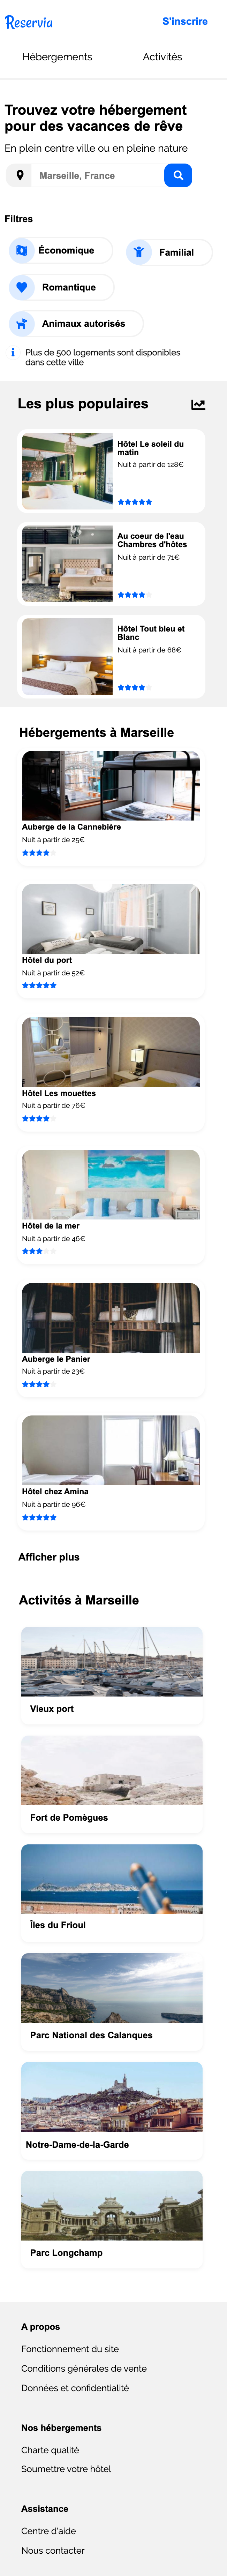 Reservia
S'inscrire
Hébergements
Activités
Trouvez votre hébergement
pour des vacances de rêve
En plein centre ville ou en pleine nature
Marseille, France
Filtres
Économique
Familial
Romantique
Animaux autorisés
Plus de 500 logements sont disponibles
dans cette ville
Les plus populaires
Hôtel Le soleil du
matin
Nuit à partir de 128€
Au coeur de l'eau
Chambres d'hôtes
Nuit à partir de 71€
Hôtel Tout bleu et
Blanc
Nuit à partir de 68€
Hébergements à Marseille
Auberge de la Cannebière
Nuit à partir de 25€
Hôtel du port
Nuit à partir de 52€
Hôtel Les mouettes
Nuit à partir de 76€
Hôtel de la mer
Nuit à partir de 46€
Auberge le Panier
Nuit à partir de 23€
Hôtel chez Amina
Nuit à partir de 96€
Afficher plus
Activités à Marseille
Vieux port
Fort de Pomègues
Îles du Frioul
Parc National des Calanques
Notre-Dame-de-la-Garde
Parc Longchamp
A propos
Fonctionnement du site
Conditions générales de vente
Données et confidentialité
Nos hébergements
Charte qualité
Soumettre votre hôtel
Assistance
Centre d'aide
Nous contacter